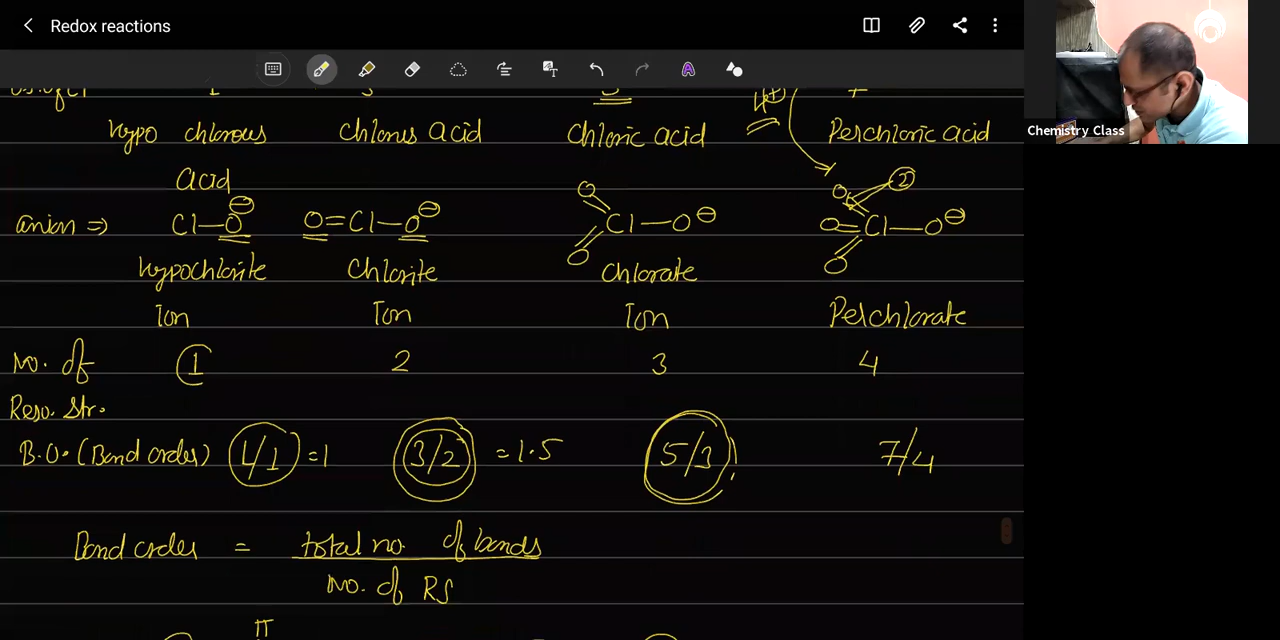 Redox reactions
Chemistry Class
Hypo chlorous chlorus acid Chloric acid Perchloric acid
Acid
O 2
anion ⇒ Cl—O⊖ O=Cl—O⊖ Cl—O⊖ O=Cl—O⊖
O O
Hypochlorite Chlorite Chlorate
Ion Ion Ion Perchlorate
No. of 1 2 3 4
Reso. Str.
B.O. (Bond order) 1/1 =1 3/2 = 1.5 5/3 7/4
Bond order = total no. of bonds
No. of RS
π